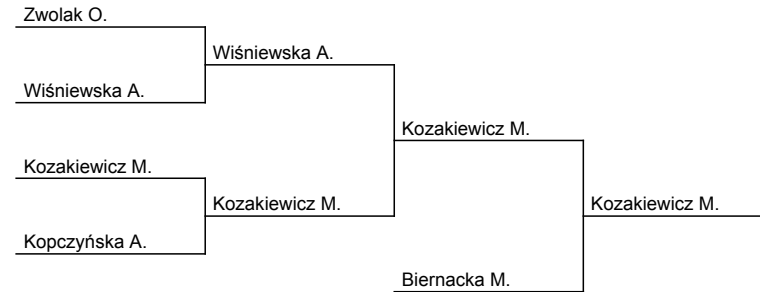 Zwolak O.
Wiśniewska A.
Wiśniewska A.
Kozakiewicz M.
Kozakiewicz M.
Kozakiewicz M.
Kozakiewicz M.
Kopczyńska A.
Biernacka M.